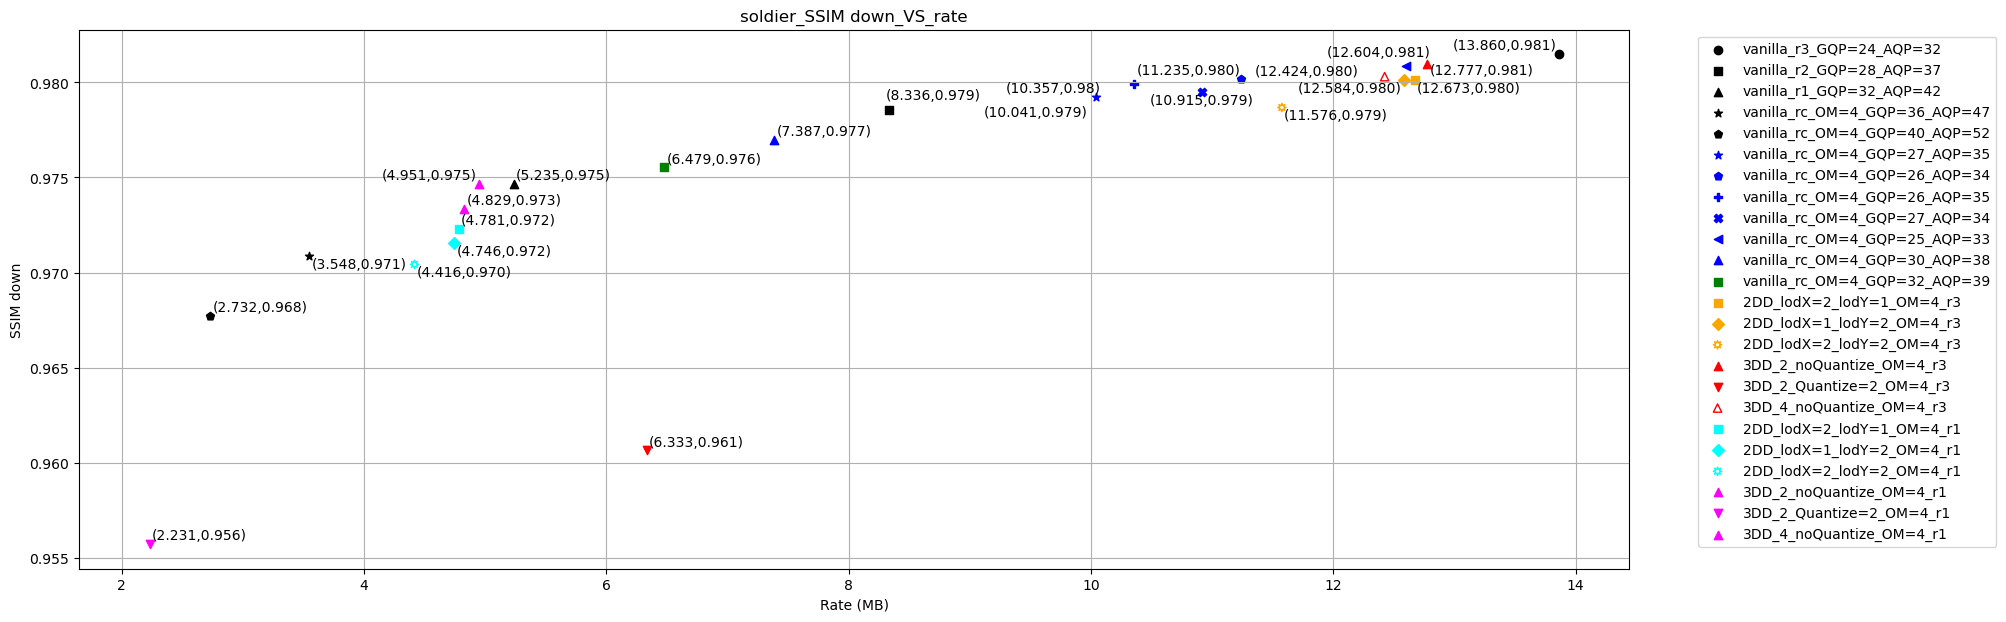 soldier_SSIM down_VS_rate
SSIM down
0.980
0.975
0.970
0.965
0.960
0.955
(12.604,0.981)
(13.860,0.981)
(11.235,0.980)
(12.424,0.980)
(12.777,0.981)
(10.357,0.98)
(12.584,0.980)
(12.673,0.980)
(8.336,0.979)
(10.915,0.979)
(10.041,0.979)
(11.576,0.979)
(7.387,0.977)
(6.479,0.976)
(4.951,0.975)
(5.235,0.975)
(4.829,0.973)
(4.781,0.972)
(4.746,0.972)
(3.548,0.971)
(4.416,0.970)
(2.732,0.968)
(6.333,0.961)
(2.231,0.956)
2
4
6
8
10
12
14
Rate (MB)
vanilla_r3_GQP=24_AQP=32
vanilla_r2_GQP=28_AQP=37
vanilla_r1_GQP=32_AQP=42
vanilla_rc_OM=4_GQP=36_AQP=47
vanilla_rc_OM=4_GQP=40_AQP=52
vanilla_rc_OM=4_GQP=27_AQP=35
vanilla_rc_OM=4_GQP=26_AQP=34
vanilla_rc_OM=4_GQP=26_AQP=35
vanilla_rc_OM=4_GQP=27_AQP=34
vanilla_rc_OM=4_GQP=25_AQP=33
vanilla_rc_OM=4_GQP=30_AQP=38
vanilla_rc_OM=4_GQP=32_AQP=39
2DD_lodX=2_lodY=1_OM=4_r3
2DD_lodX=1_lodY=2_OM=4_r3
2DD_lodX=2_lodY=2_OM=4_r3
3DD_2_noQuantize_OM=4_r3
3DD_2_Quantize=2_OM=4_r3
3DD_4_noQuantize_OM=4_r3
2DD_lodX=2_lodY=1_OM=4_r1
2DD_lodX=1_lodY=2_OM=4_r1
2DD_lodX=2_lodY=2_OM=4_r1
3DD_2_noQuantize_OM=4_r1
3DD_2_Quantize=2_OM=4_r1
3DD_4_noQuantize_OM=4_r1